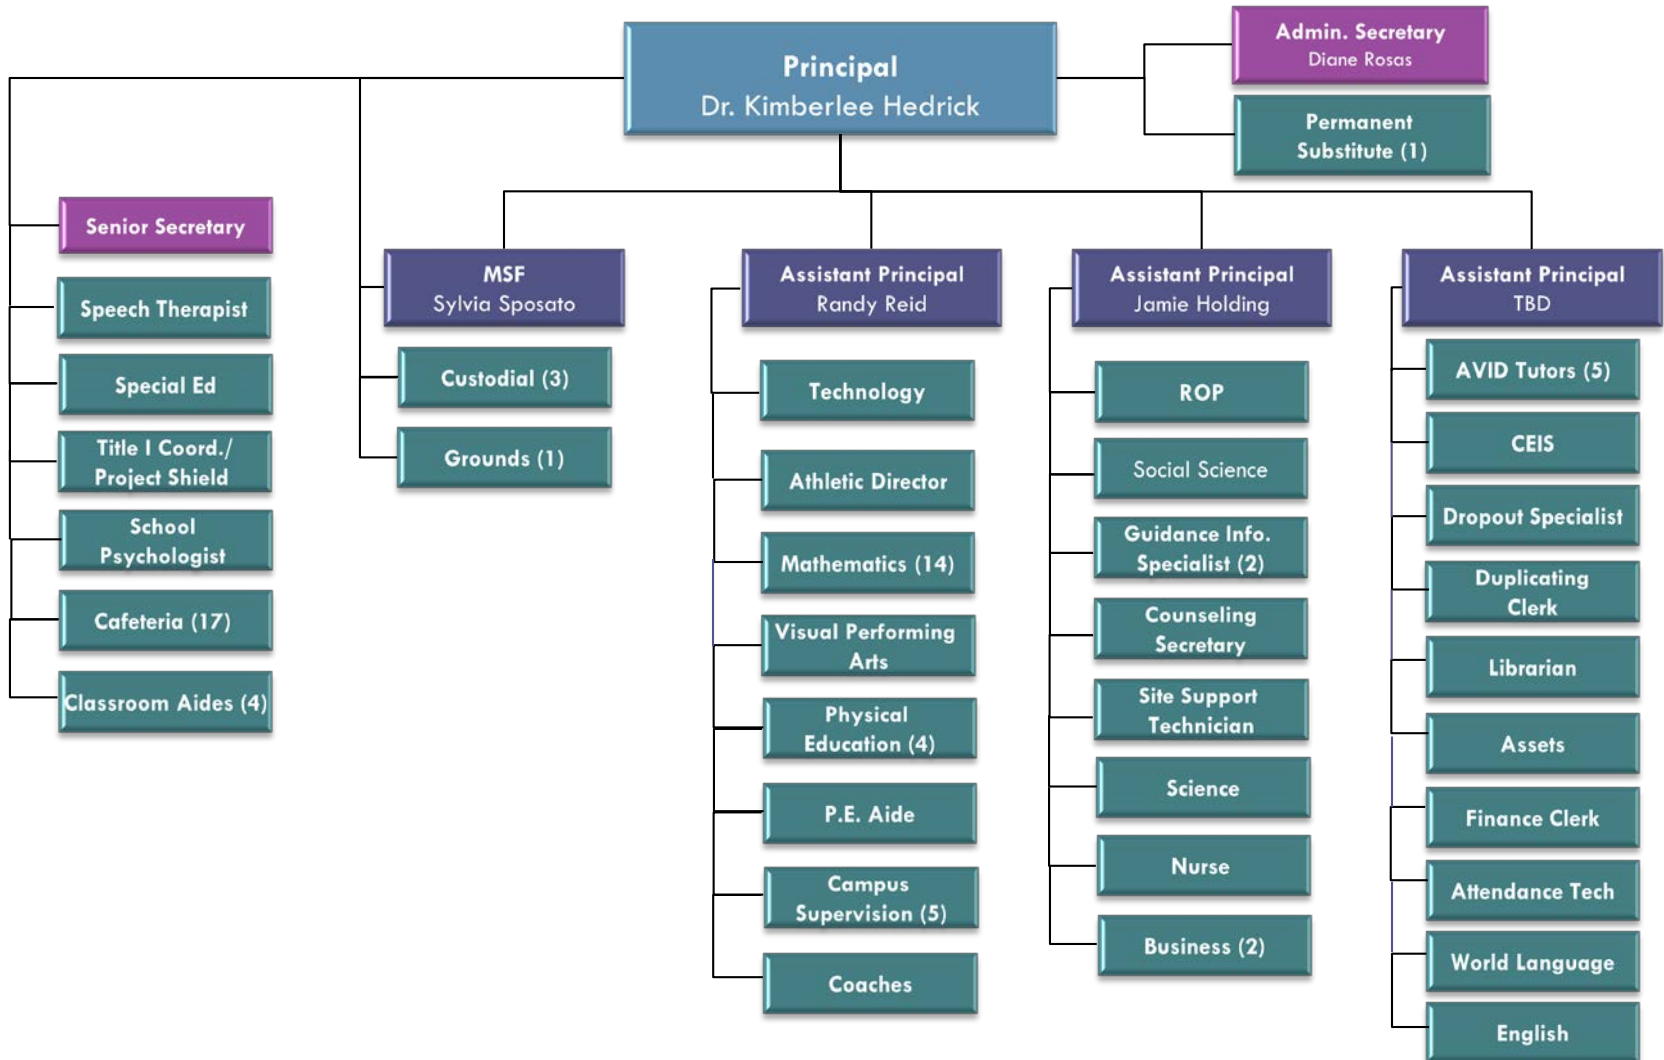 Principal
Dr. Kimberlee Hedrick
Admin. Secretary
Diane Rosas
Permanent
Substitute (1)
Senior Secretary
Speech Therapist
Special Ed
Title I Coord./
Project Shield
School
Psychologist
Cafeteria (17)
Classroom Aides (4)
MSF
Sylvia Sposato
Custodial (3)
Grounds (1)
Assistant Principal
Randy Reid
Technology
Athletic Director
Mathematics (14)
Visual Performing
Arts
Physical
Education (4)
P.E. Aide
Campus
Supervision (5)
Coaches
Assistant Principal
Jamie Holding
ROP
Social Science
Guidance Info.
Specialist (2)
Counseling
Secretary
Site Support
Technician
Science
Nurse
Business (2)
Assistant Principal
TBD
AVID Tutors (5)
CEIS
Dropout Specialist
Duplicating
Clerk
Librarian
Assets
Finance Clerk
Attendance Tech
World Language
English